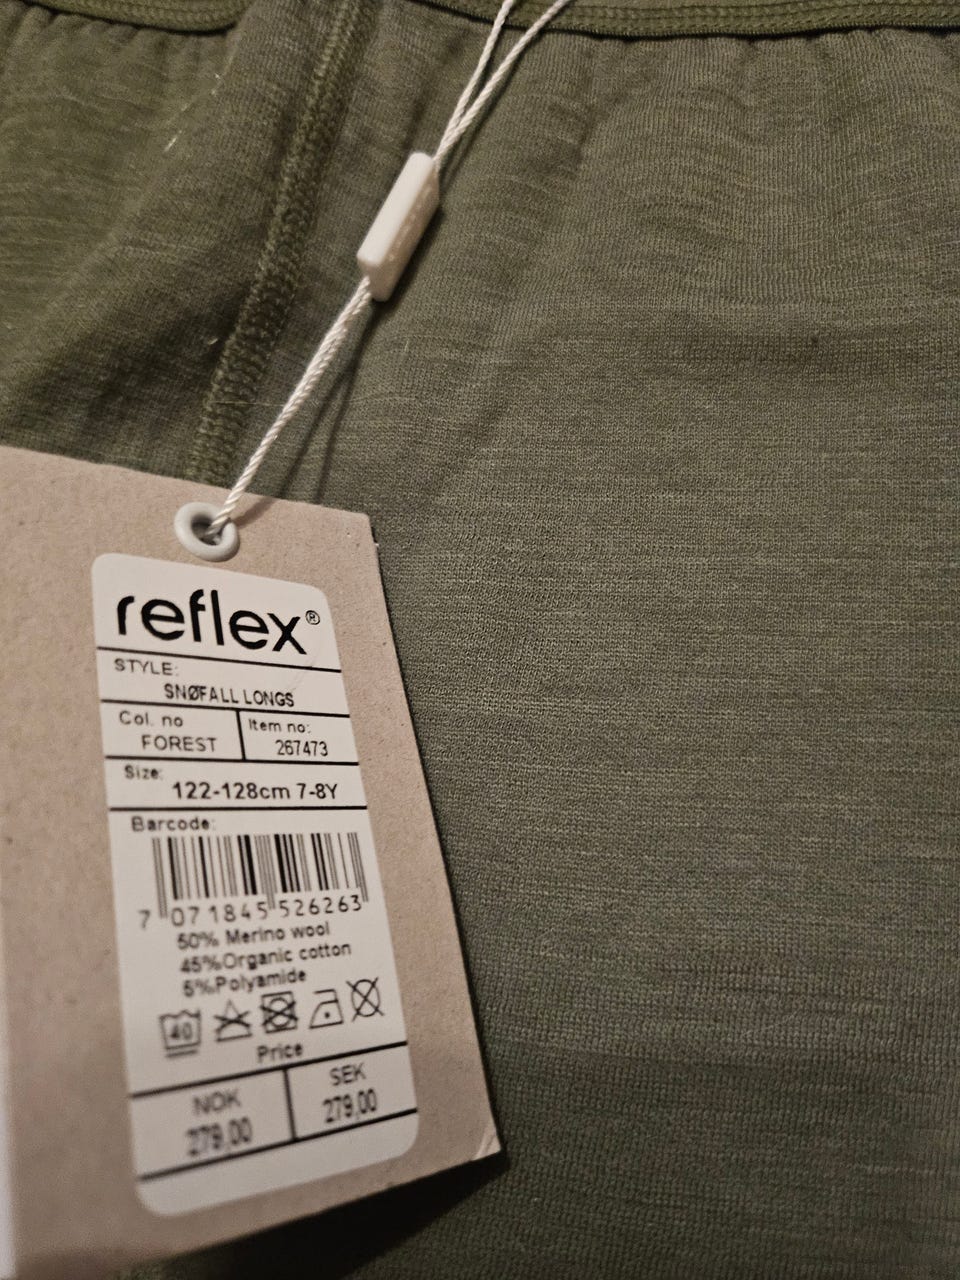 reflex®
STYLE:
SNØFALL LONGS
Col. no
FOREST
Item no:
267473
Size:
122-128cm 7-8Y
Barcode:
7 071845 526263
50% Merino wool
45%Organic cotton
5%Polyamide
40
Price
NOK
279,00
SEK
279,00